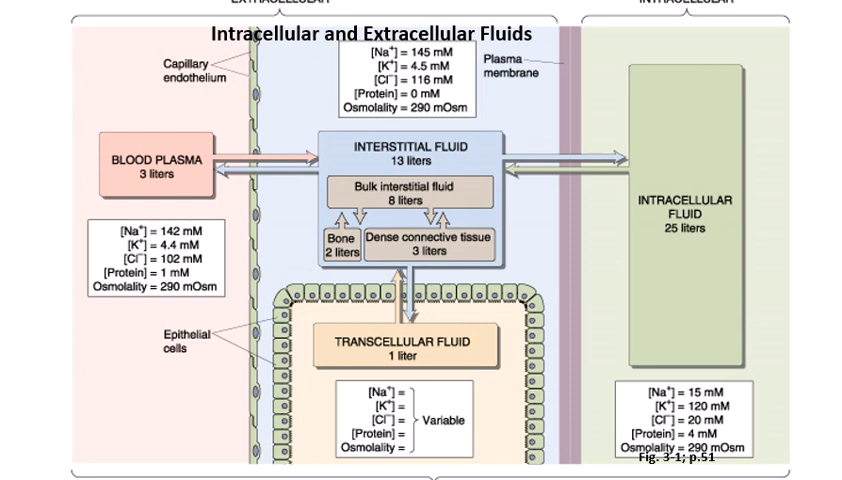 EXTRACELLULAR
INTRACELLULAR
Intracellular and Extracellular Fluids
Capillary
endothelium
[Na⁺] = 145 mM
[K⁺] = 4.5 mM
[Cl⁻] = 116 mM
[Protein] = 0 mM
Osmolality = 290 mOsm
Plasma
membrane
BLOOD PLASMA
3 liters
INTERSTITIAL FLUID
13 liters
Bulk interstitial fluid
8 liters
Bone
2 liters
Dense connective tissue
3 liters
INTRACELLULAR
FLUID
25 liters
[Na⁺] = 142 mM
[K⁺] = 4.4 mM
[Cl⁻] = 102 mM
[Protein] = 1 mM
Osmolality = 290 mOsm
Epithelial
cells
TRANSCELLULAR FLUID
1 liter
[Na⁺] =
[K⁺] =
[Cl⁻] =
[Protein] =
Osmolality =
Variable
[Na⁺] = 15 mM
[K⁺] = 120 mM
[Cl⁻] = 20 mM
[Protein] = 4 mM
Osmolality = 290 mOsm
Fig. 3-1; p.51